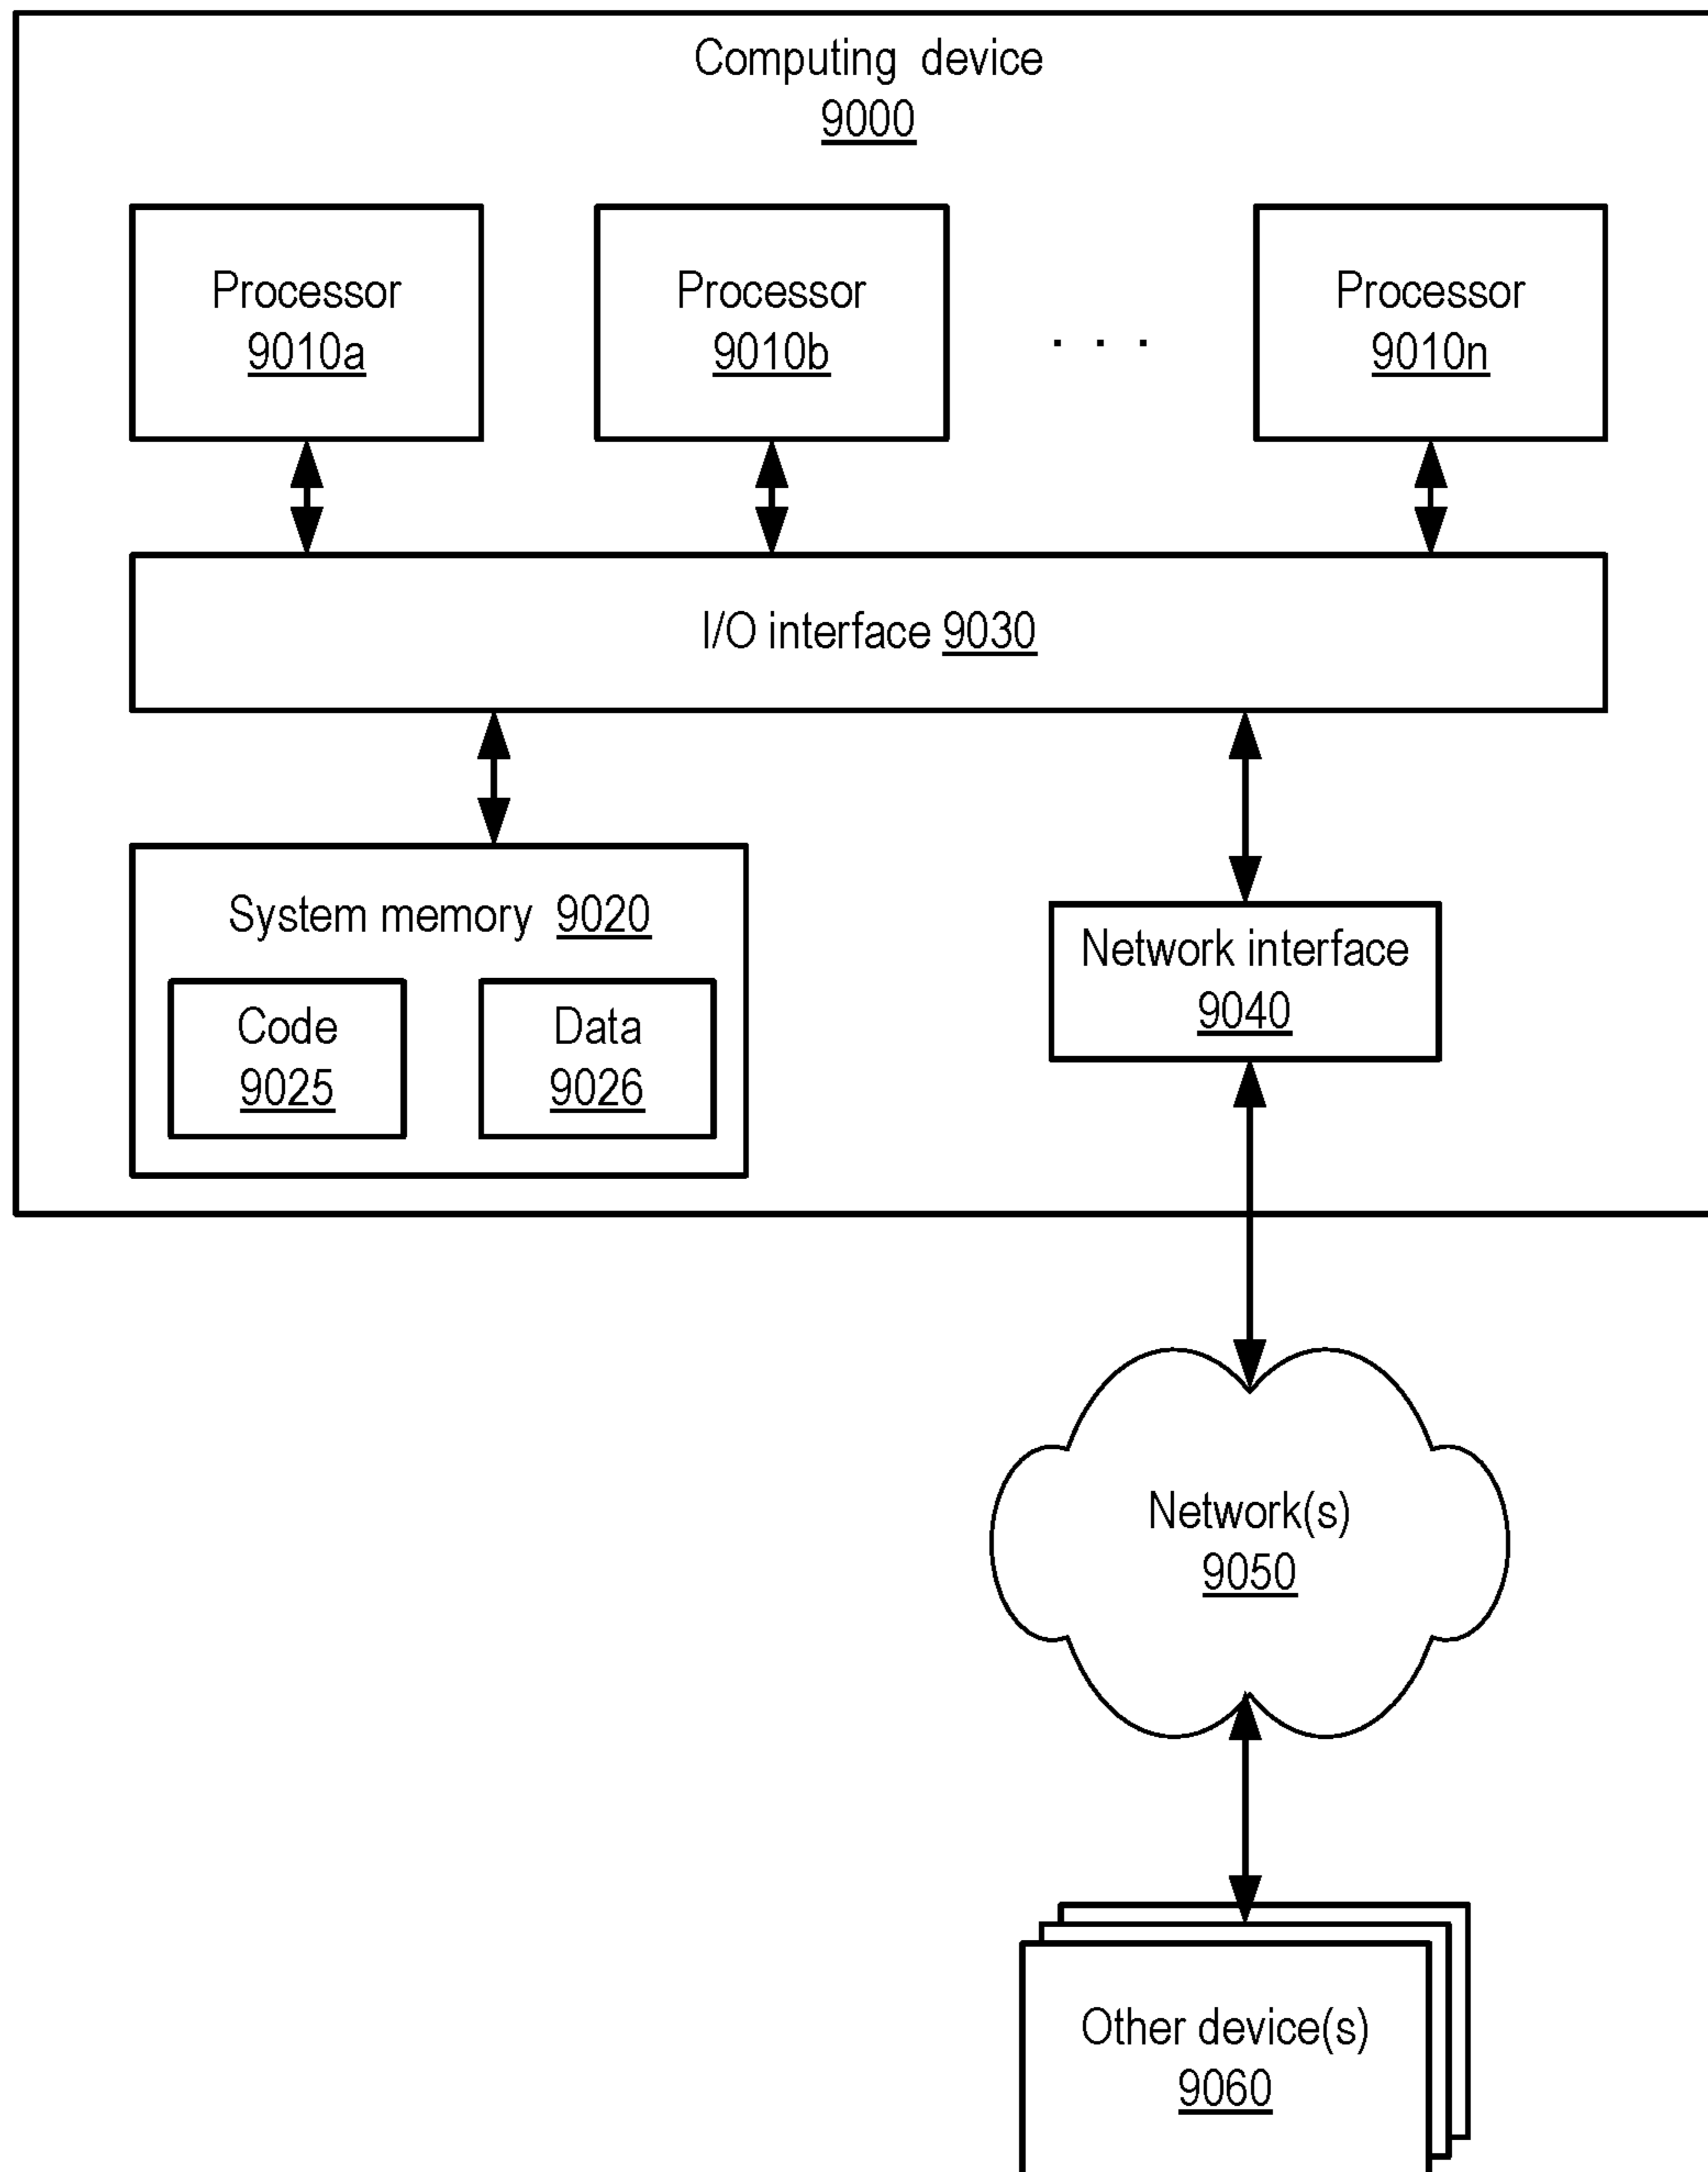 Computing device
9000
Processor
9010a
Processor
9010b
. . .
Processor
9010n
I/O interface 9030
System memory 9020
Code
9025
Data
9026
Network interface
9040
Network(s)
9050
Other device(s)
9060